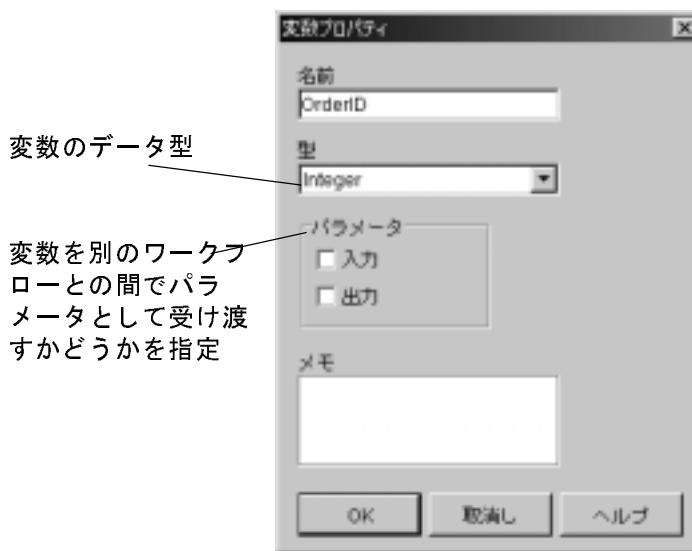 変数プロパティ
名前
OrderID
変数のデータ型
型
Integer
変数を別のワークフ
ローとの間でパラ
メータとして受け渡
すかどうかを指定
パラメータ
入力
出力
メモ
OK
取消し
ヘルプ